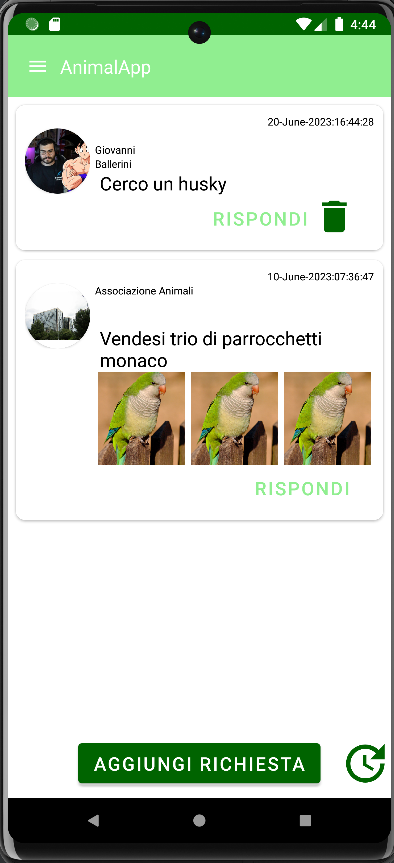 4:44
AnimalApp
20-June-2023:16:44:28
Giovanni
Ballerini
Cerco un husky
RISPONDI
10-June-2023:07:36:47
Associazione Animali
Vendesi trio di parrocchetti
monaco
RISPONDI
AGGIUNGI RICHIESTA